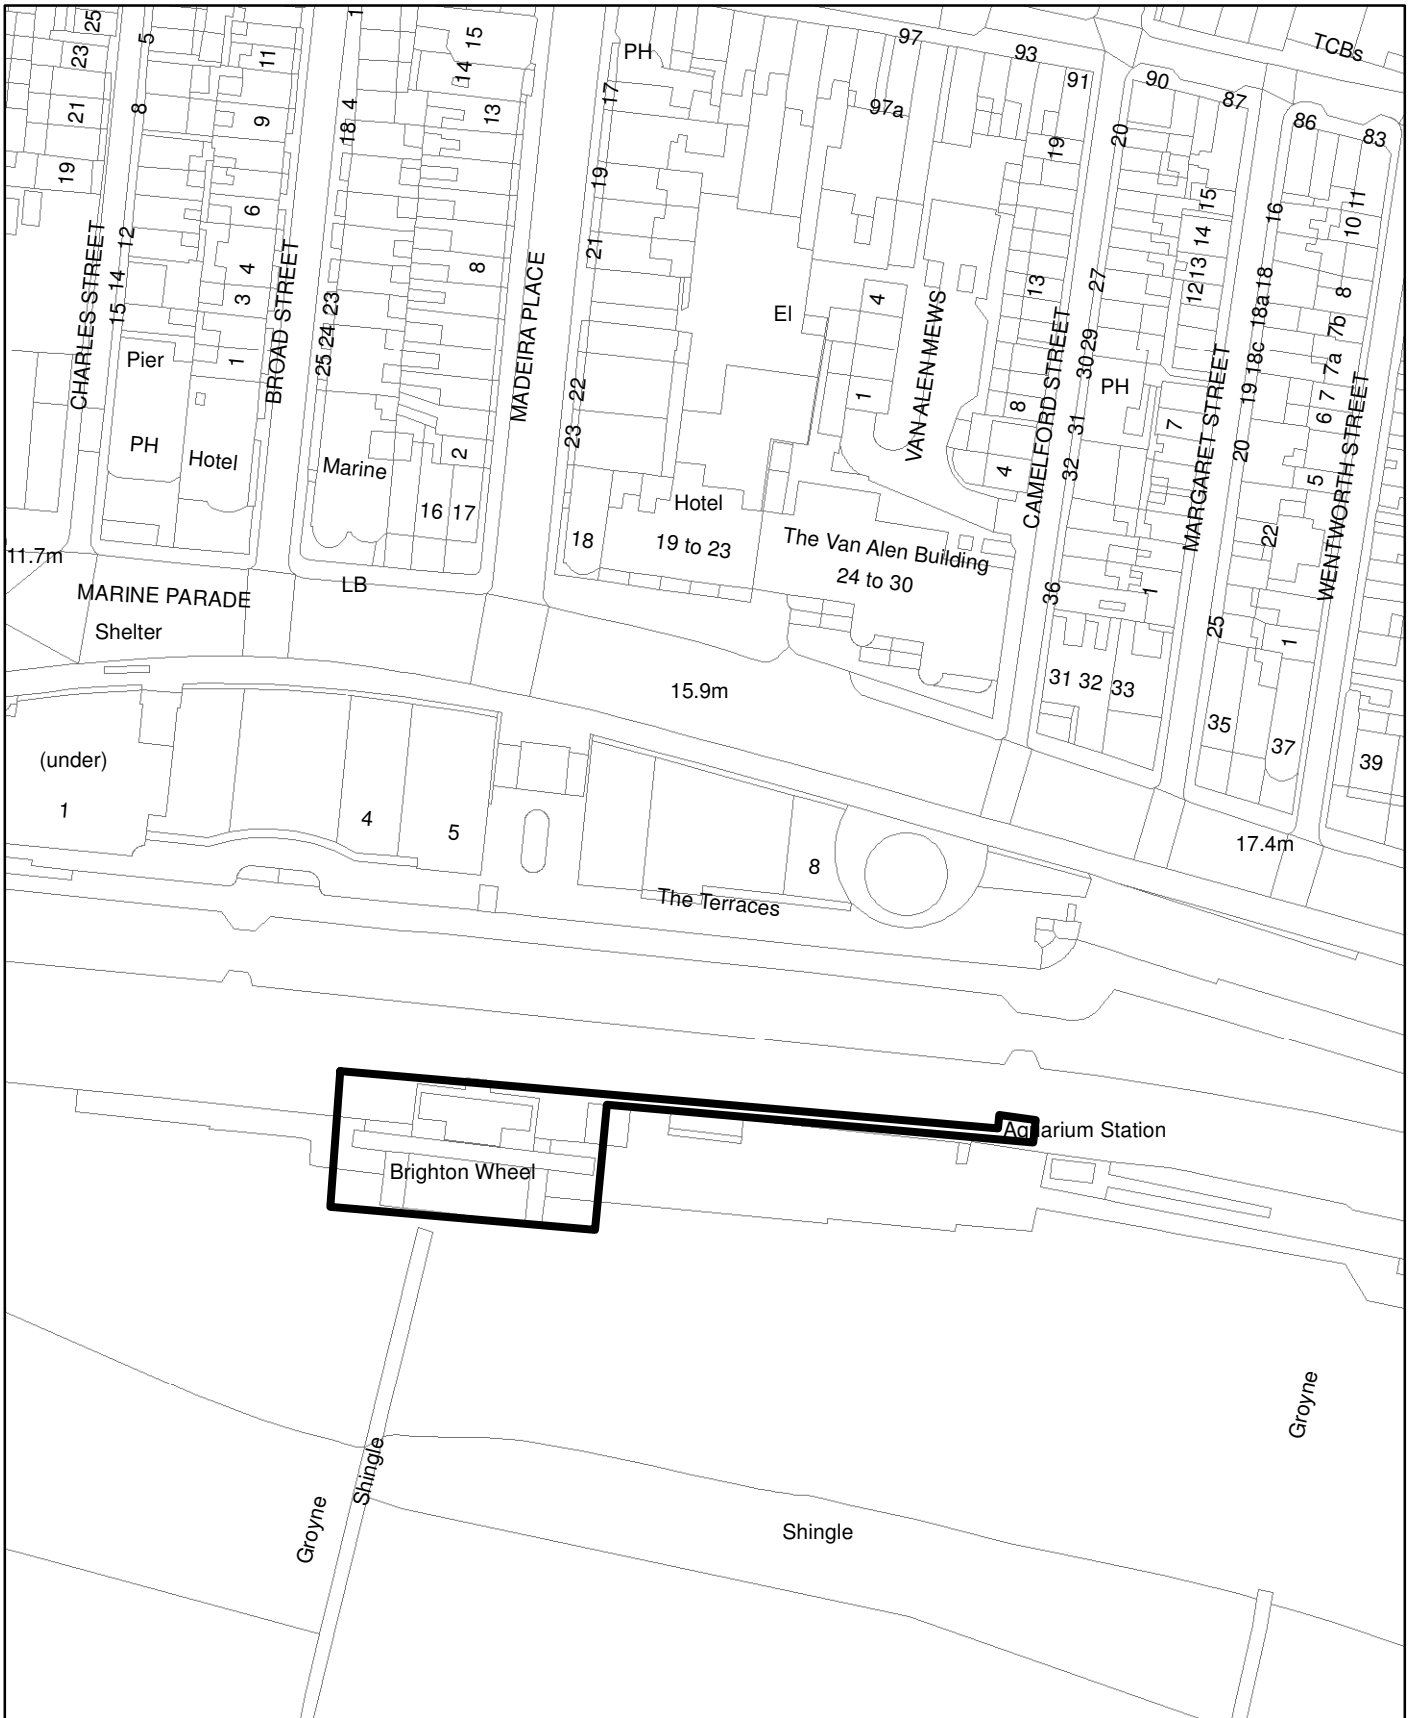 25
5
11
1
15
PH
97
93
91
90
87
TCBs
23
21
8
9
14
18 4
13
17
97a
20
19
86
83
19
6
19
15
16
11
10
12
4
3
8
21
14
13
12
18
8
14
15
23
24
25
El
4
13
27
29
30
18a
18c
19
7b
7a
7
6
Pier
1
22
1
8
PH
31
7
20
CHARLES STREET
BROAD STREET
MADEIRA PLACE
VAN ALEN MEWS
CAMELFORD STREET
MARGARET STREET
WENTWORTH STREET
PH
Hotel
Marine
2
23
4
32
5
16 17
Hotel
18
19 to 23
The Van Alen Building
24 to 30
22
11.7m
MARINE PARADE
LB
36
1
Shelter
25
1
15.9m
31 32 33
35
37
39
(under)
1
4
5
8
17.4m
The Terraces
Aquarium Station
Brighton Wheel
Groyne
Shingle
Groyne
Shingle